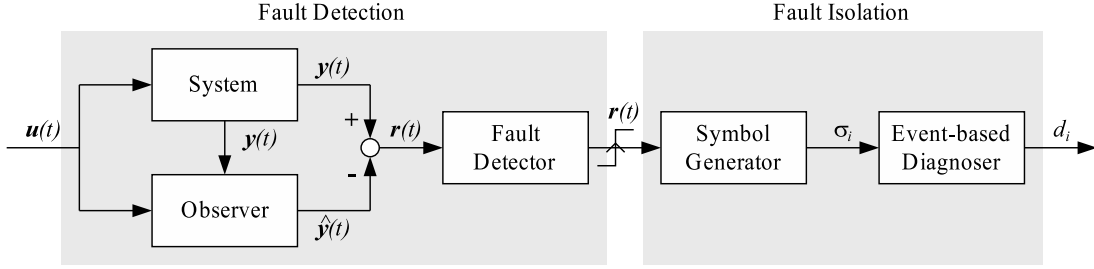 Fault Detection
Fault Isolation
System
y(t)
u(t)
y(t)
+
r(t)
-
Observer
ŷ(t)
Fault
Detector
r(t)
Symbol
Generator
σi
Event-based
Diagnoser
di